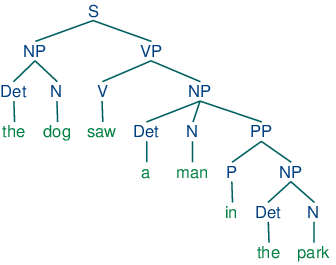 S
NP VP
Det N V NP
the dog saw Det N PP
a man P NP
in Det N
the park